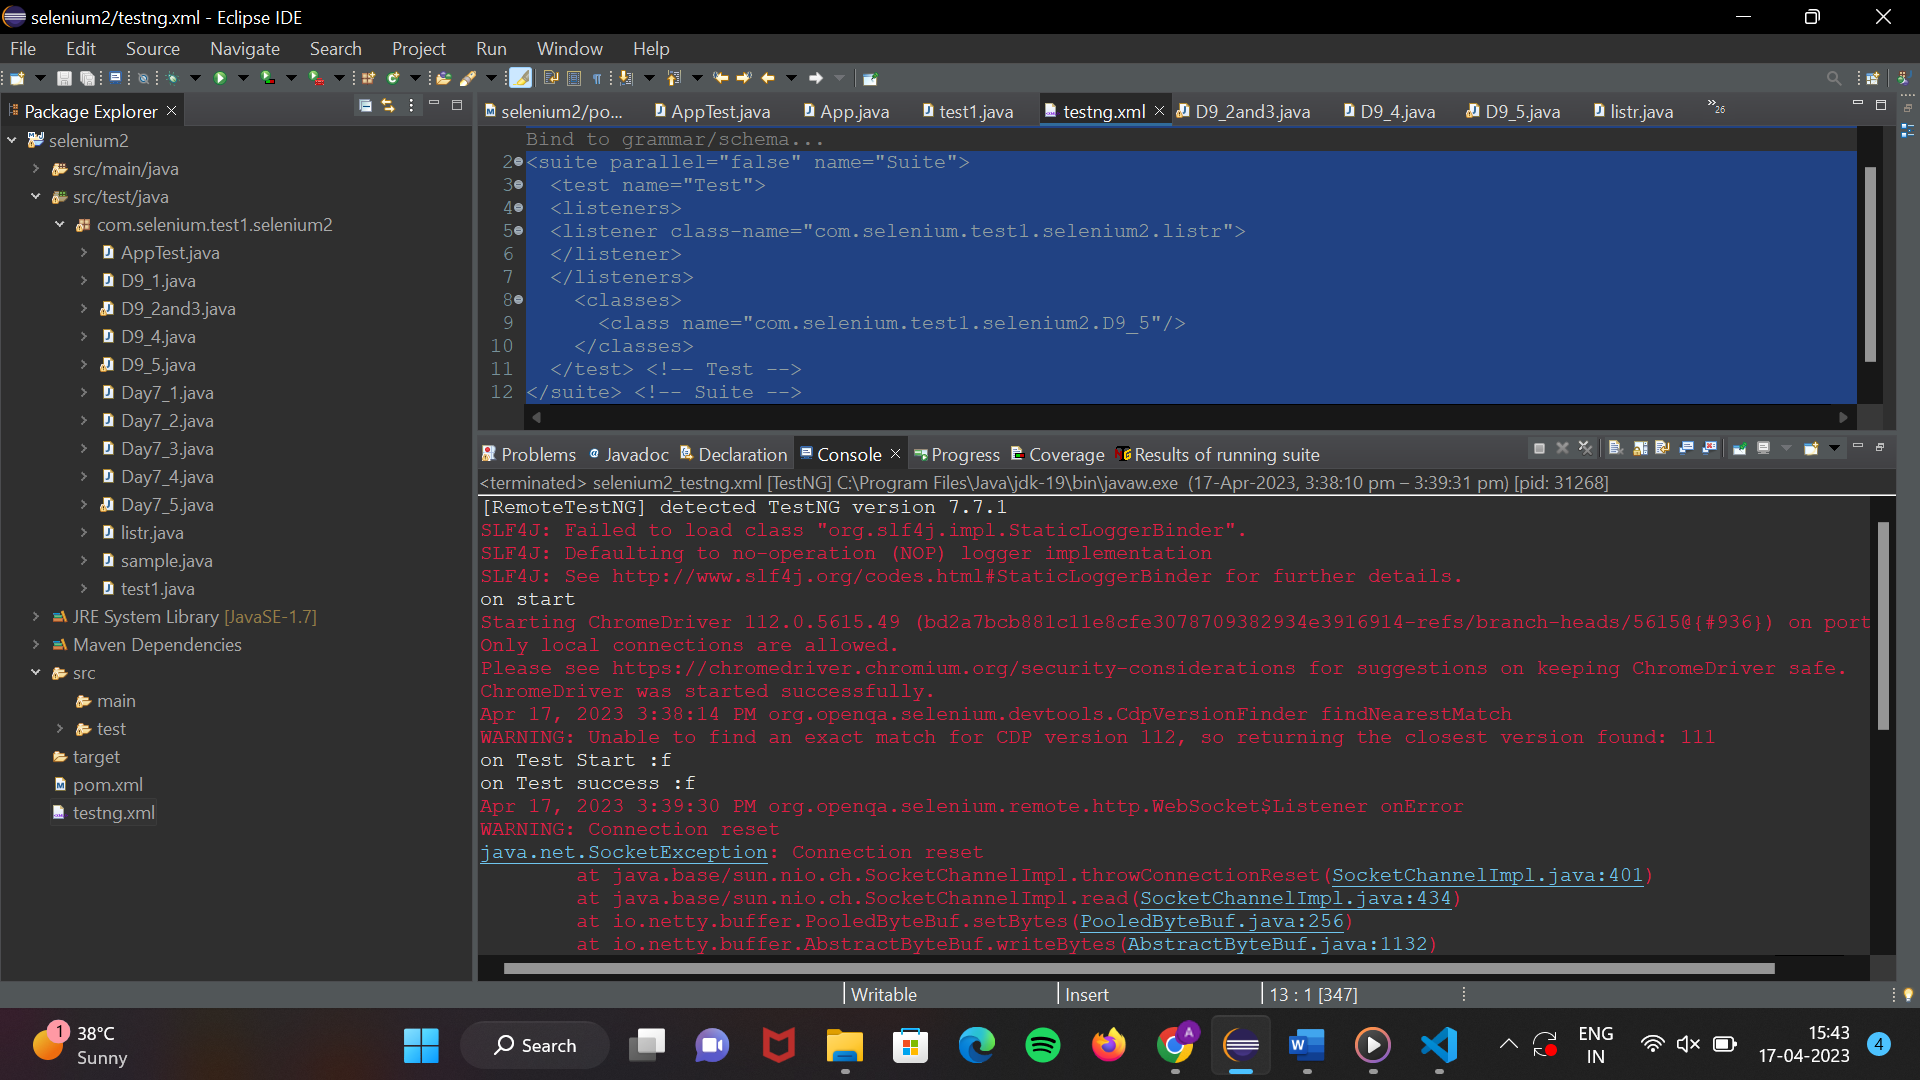 selenium2/testng.xml - Eclipse IDE
File Edit Source Navigate Search Project Run Window Help
Package Explorer
selenium2
src/main/java
src/test/java
com.selenium.test1.selenium2
AppTest.java
D9_1.java
D9_2and3.java
D9_4.java
D9_5.java
Day7_1.java
Day7_2.java
Day7_3.java
Day7_4.java
Day7_5.java
listr.java
sample.java
test1.java
JRE System Library [JavaSE-1.7]
Maven Dependencies
src
main
test
target
pom.xml
testng.xml
selenium2/po... AppTest.java App.java test1.java testng.xml D9_2and3.java D9_4.java D9_5.java listr.java »26
Bind to grammar/schema...
2 <suite parallel="false" name="Suite">
3 <test name="Test">
4 <listeners>
5 <listener class-name="com.selenium.test1.selenium2.listr">
6 </listener>
7 </listeners>
8 <classes>
9 <class name="com.selenium.test1.selenium2.D9_5"/>
10 </classes>
11 </test> <!-- Test -->
12 </suite> <!-- Suite -->
Problems @ Javadoc Declaration Console Progress Coverage Results of running suite
<terminated> selenium2_testng.xml [TestNG] C:\Program Files\Java\jdk-19\bin\javaw.exe (17-Apr-2023, 3:38:10 pm – 3:39:31 pm) [pid: 31268]
[RemoteTestNG] detected TestNG version 7.7.1
SLF4J: Failed to load class "org.slf4j.impl.StaticLoggerBinder".
SLF4J: Defaulting to no-operation (NOP) logger implementation
SLF4J: See http://www.slf4j.org/codes.html#StaticLoggerBinder for further details.
on start
Starting ChromeDriver 112.0.5615.49 (bd2a7bcb881c11e8cfe3078709382934e3916914-refs/branch-heads/5615@{#936}) on port
Only local connections are allowed.
Please see https://chromedriver.chromium.org/security-considerations for suggestions on keeping ChromeDriver safe.
ChromeDriver was started successfully.
Apr 17, 2023 3:38:14 PM org.openqa.selenium.devtools.CdpVersionFinder findNearestMatch
WARNING: Unable to find an exact match for CDP version 112, so returning the closest version found: 111
on Test Start :f
on Test success :f
Apr 17, 2023 3:39:30 PM org.openqa.selenium.remote.http.WebSocket$Listener onError
WARNING: Connection reset
java.net.SocketException: Connection reset
at java.base/sun.nio.ch.SocketChannelImpl.throwConnectionReset(SocketChannelImpl.java:401)
at java.base/sun.nio.ch.SocketChannelImpl.read(SocketChannelImpl.java:434)
at io.netty.buffer.PooledByteBuf.setBytes(PooledByteBuf.java:256)
at io.netty.buffer.AbstractByteBuf.writeBytes(AbstractByteBuf.java:1132)
Writable Insert 13 : 1 [347]
1 38°C
Sunny
Search
A
ENG
IN
15:43
17-04-2023
4